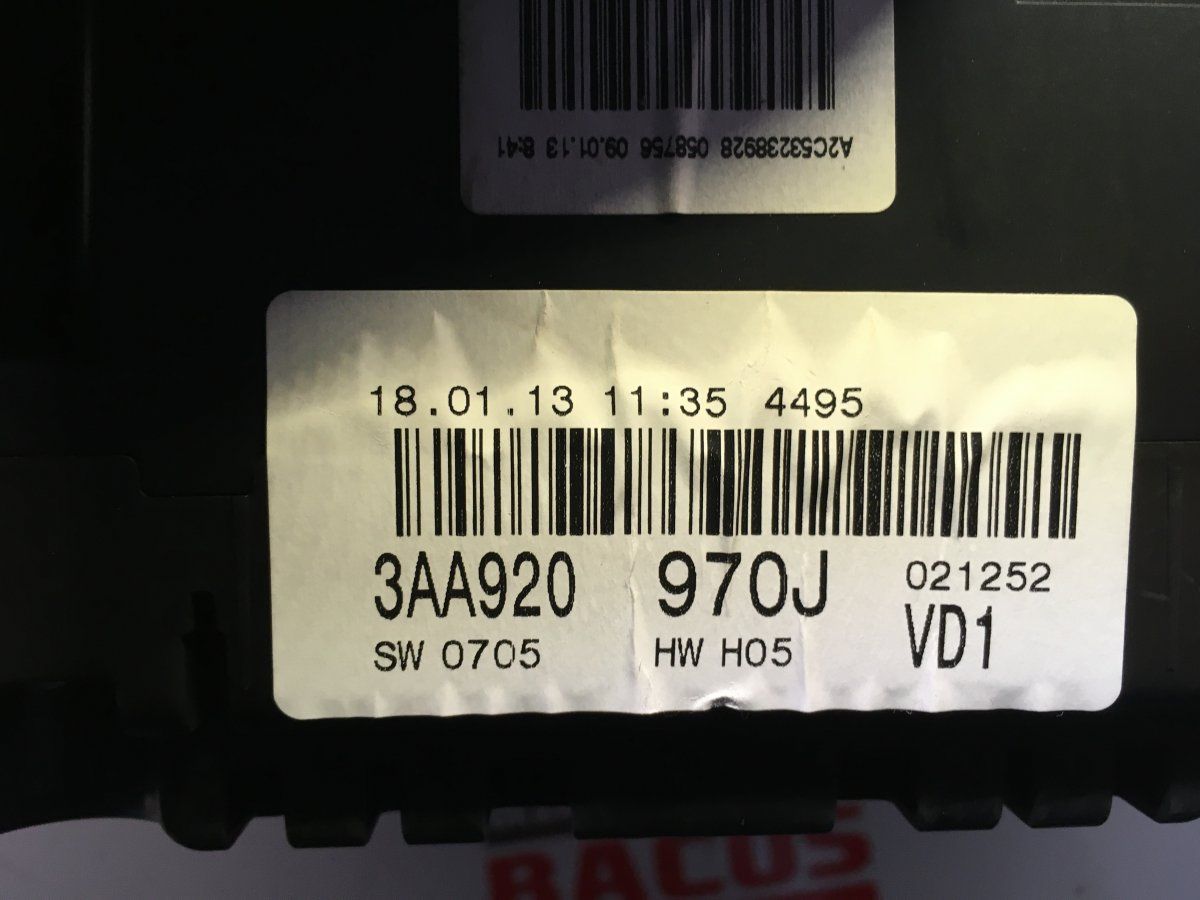 A2C53238928 058756 09.01.13 8:41
18.01.13 11:35 4495
3AA920 970J 021252
SW 0705 HW H05 VD1
BACOS